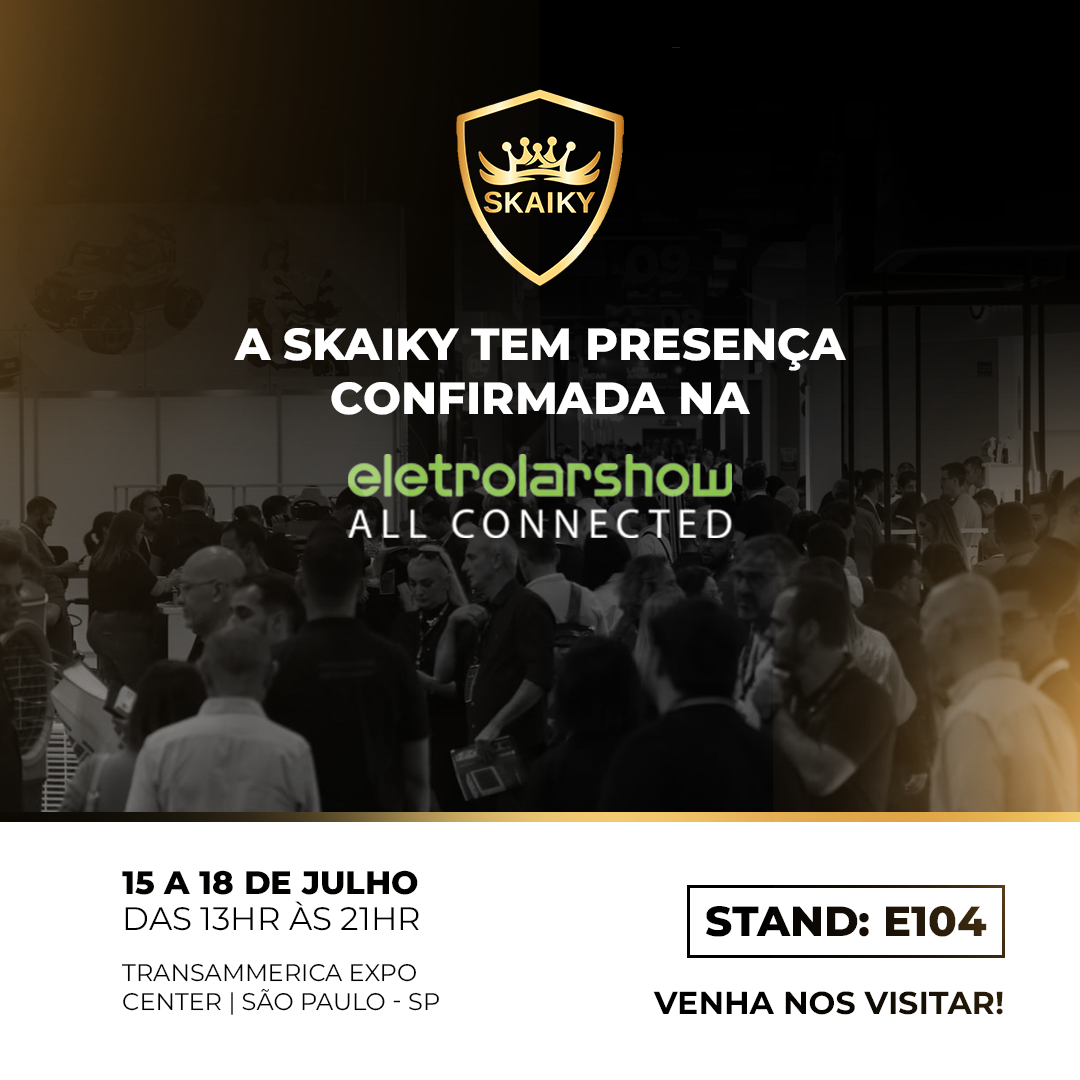 SKAIKY
A SKAIKY TEM PRESENÇA
CONFIRMADA NA
eletrolarshow
ALL CONNECTED
15 A 18 DE JULHO
DAS 13HR ÀS 21HR
TRANSAMMERICA EXPO
CENTER | SÃO PAULO - SP
STAND: E104
VENHA NOS VISITAR!